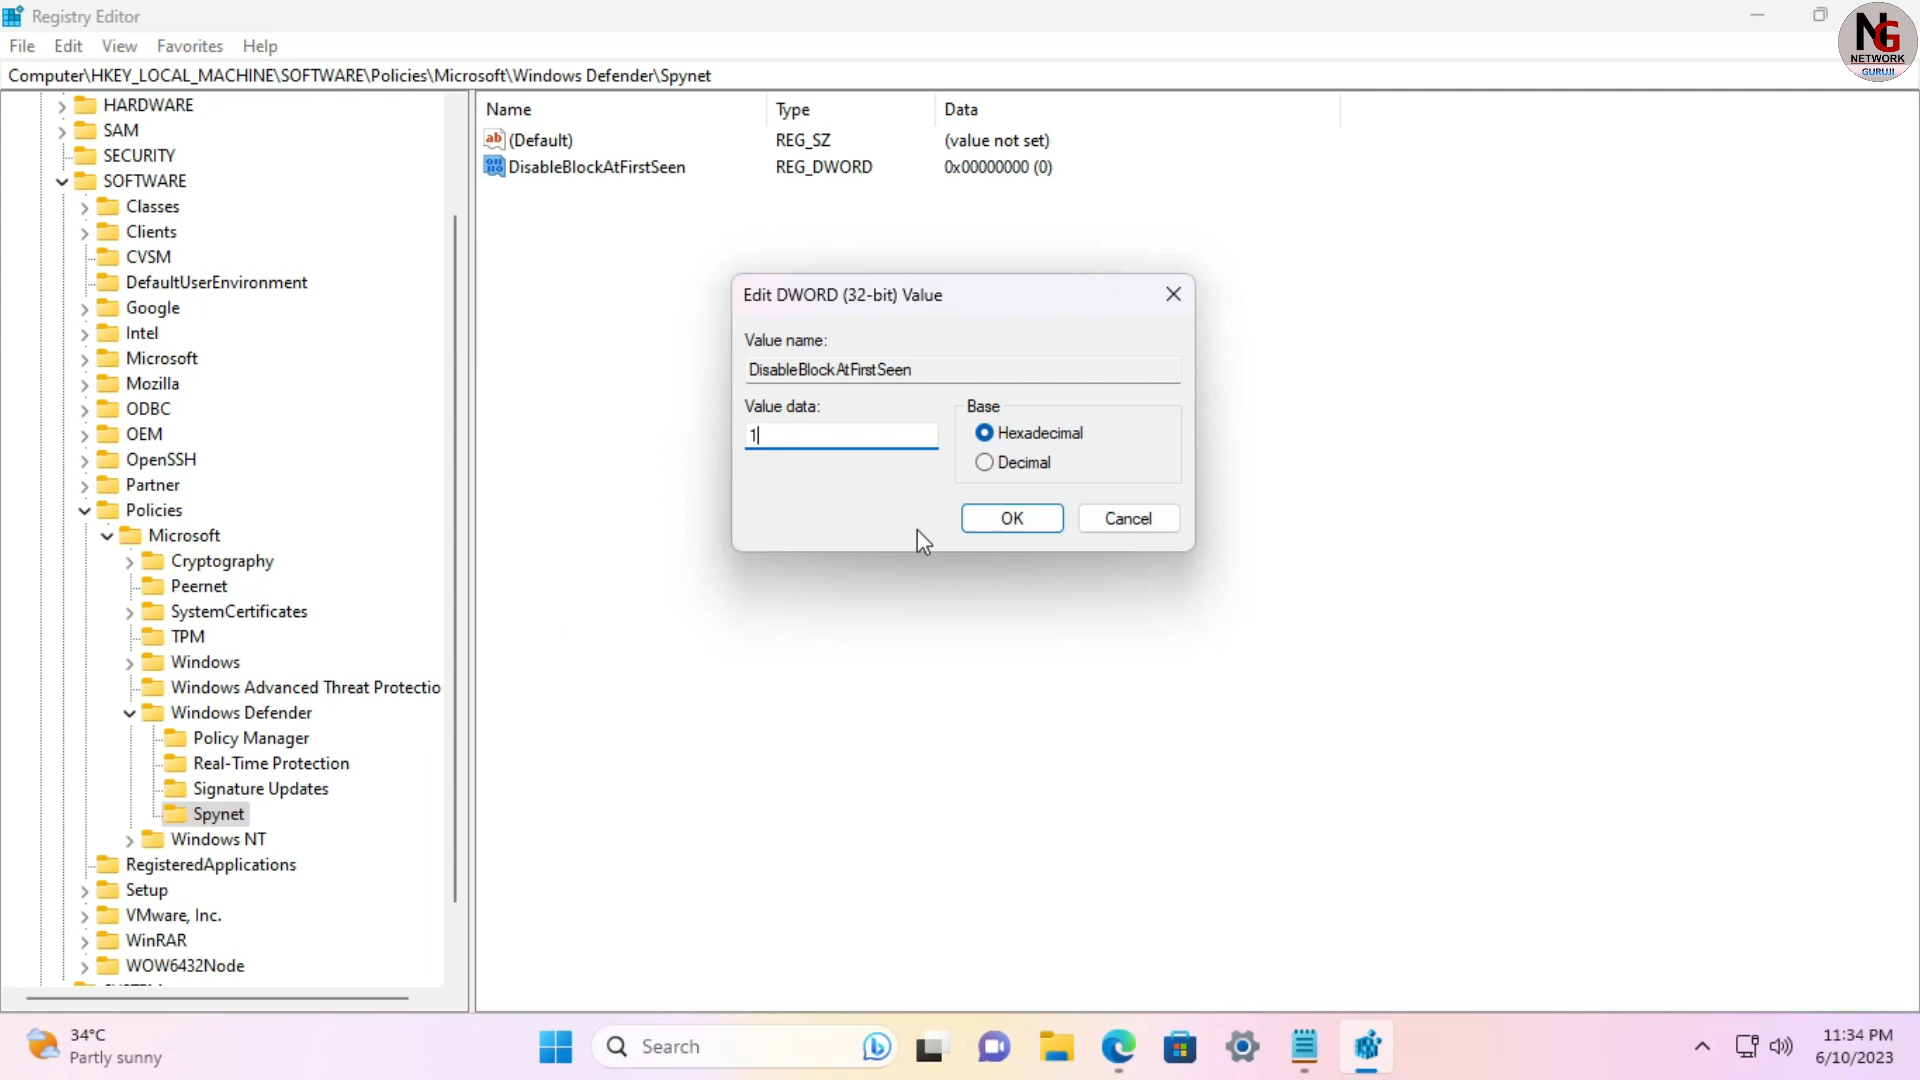 Registry Editor
File Edit View Favorites Help
Computer\HKEY_LOCAL_MACHINE\SOFTWARE\Policies\Microsoft\Windows Defender\Spynet
NG
NETWORK
GURUJI
HARDWARE
SAM
SECURITY
SOFTWARE
Classes
Clients
CVSM
DefaultUserEnvironment
Google
Intel
Microsoft
Mozilla
ODBC
OEM
OpenSSH
Partner
Policies
Microsoft
Cryptography
Peernet
SystemCertificates
TPM
Windows
Windows Advanced Threat Protectio
Windows Defender
Policy Manager
Real-Time Protection
Signature Updates
Spynet
Windows NT
RegisteredApplications
Setup
VMware, Inc.
WinRAR
WOW6432Node
Name Type Data
(Default) REG_SZ (value not set)
DisableBlockAtFirstSeen REG_DWORD 0x00000000 (0)
Edit DWORD (32-bit) Value
Value name:
DisableBlockAtFirstSeen
Value data: Base
1 Hexadecimal
Decimal
OK Cancel
34°C
Partly sunny
Search
11:34 PM
6/10/2023